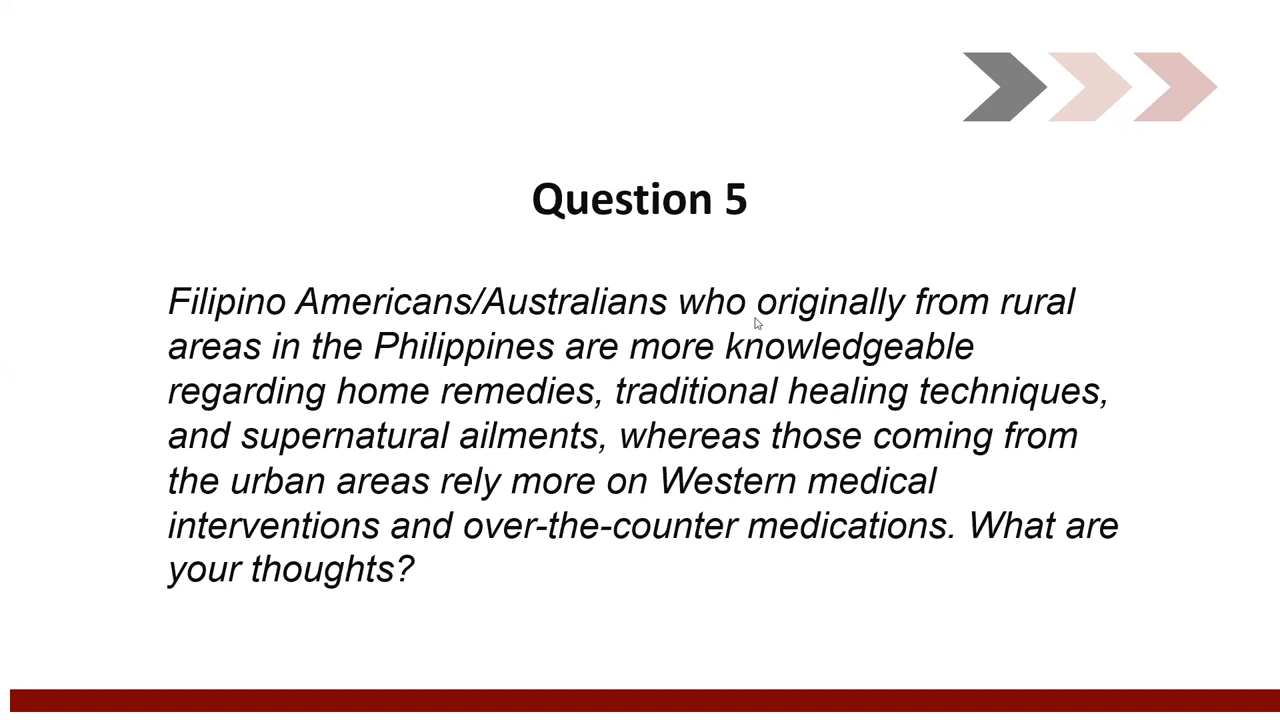 Question 5
Filipino Americans/Australians who originally from rural
areas in the Philippines are more knowledgeable
regarding home remedies, traditional healing techniques,
and supernatural ailments, whereas those coming from
the urban areas rely more on Western medical
interventions and over-the-counter medications. What are
your thoughts?